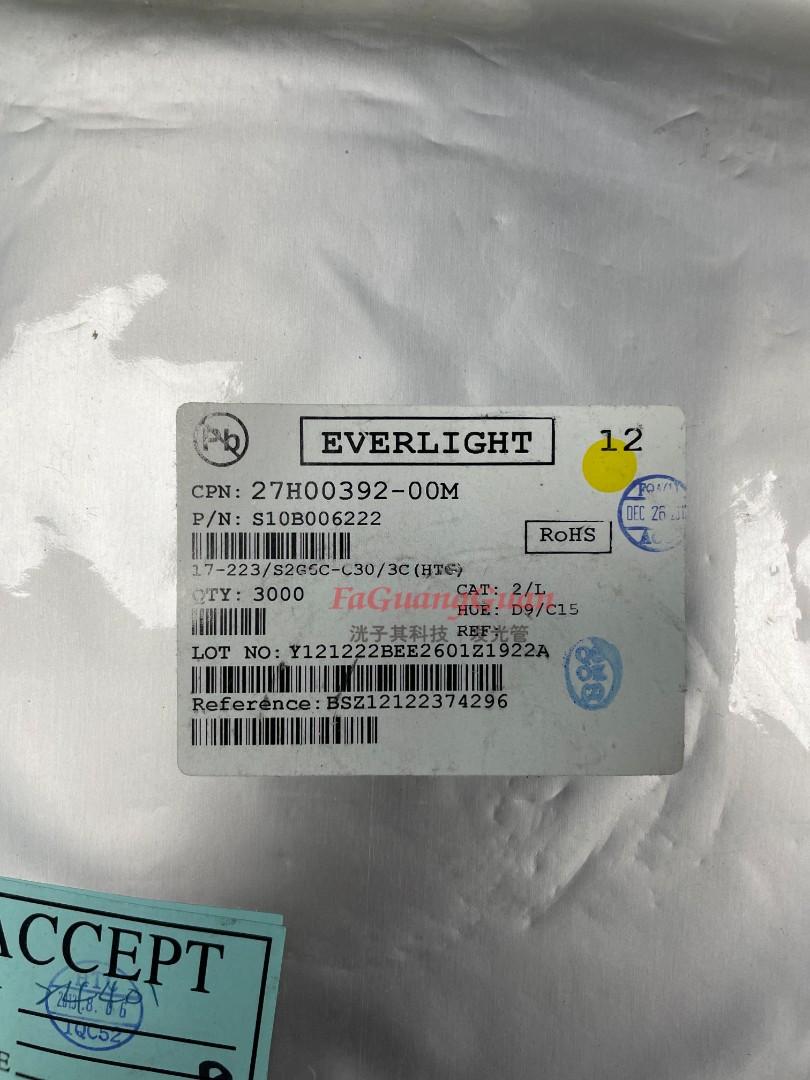 Pb
EVERLIGHT 12
CPN: 27H00392-00M
P/N: S10B006222
RoHS
DEC 26
17-223/S2G6C-C30/3C(HTG)
QTY: 3000
CAT: 2/L
HUE: D9/C15
REF:
FaGuangGuan
洸子其科技 发光管
LOT NO: Y121222BEE2601Z1922A
Reference: BSZ12122374296
ACCEPT
IQC52